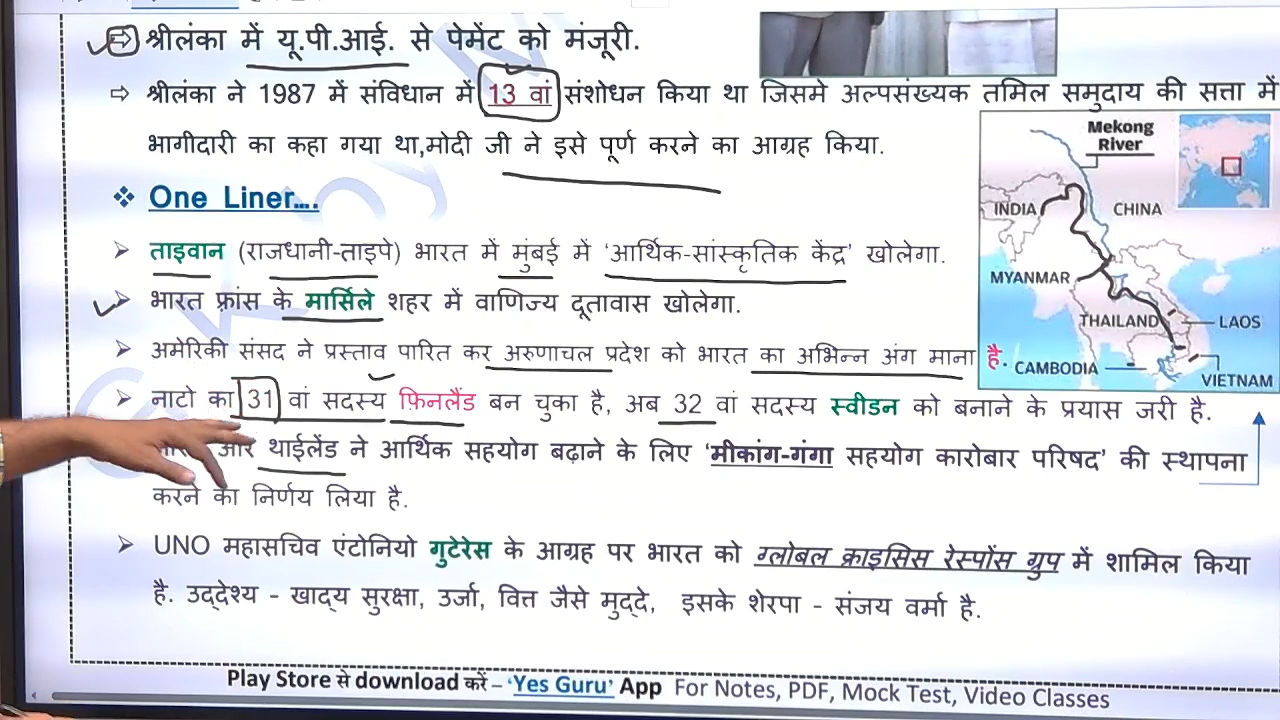 ⇨ श्रीलंका में यू.पी.आई. से पेमेंट को मंजूरी.
⇨ श्रीलंका ने 1987 में संविधान में 13 वां संशोधन किया था जिसमे अल्पसंख्यक तमिल समुदाय की सत्ता में
भागीदारी का कहा गया था,मोदी जी ने इसे पूर्ण करने का आग्रह किया.
❖ One Liner….
➢ ताइवान (राजधानी-ताइपे) भारत में मुंबई में 'आर्थिक-सांस्कृतिक केंद्र' खोलेगा.
➢ भारत फ्रांस के मार्सिले शहर में वाणिज्य दूतावास खोलेगा.
➢ अमेरिकी संसद ने प्रस्ताव पारित कर अरुणाचल प्रदेश को भारत का अभिन्न अंग माना है.
➢ नाटो का 31 वां सदस्य फ़िनलैंड बन चुका है, अब 32 वां सदस्य स्वीडन को बनाने के प्रयास जरी है.
और थाईलेंड ने आर्थिक सहयोग बढ़ाने के लिए 'मीकांग-गंगा सहयोग कारोबार परिषद' की स्थापना
करने का निर्णय लिया है.
➢ UNO महासचिव एंटोनियो गुटेरेस के आग्रह पर भारत को ग्लोबल क्राइसिस रेस्पोंस ग्रुप में शामिल किया
है. उद्देश्य – खाद्य सुरक्षा, उर्जा, वित्त जैसे मुद्दे, इसके शेरपा – संजय वर्मा है.
Mekong
River
INDIA
CHINA
MYANMAR
THAILAND
LAOS
CAMBODIA
VIETNAM
Play Store से download करें – 'Yes Guru' App For Notes, PDF, Mock Test, Video Classes